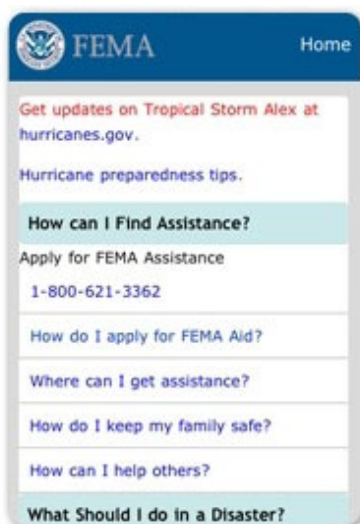 FEMA
Home
Get updates on Tropical Storm Alex at
hurricanes.gov.
Hurricane preparedness tips.
How can I Find Assistance?
Apply for FEMA Assistance
1-800-621-3362
How do I apply for FEMA Aid?
Where can I get assistance?
How do I keep my family safe?
How can I help others?
What Should I do in a Disaster?